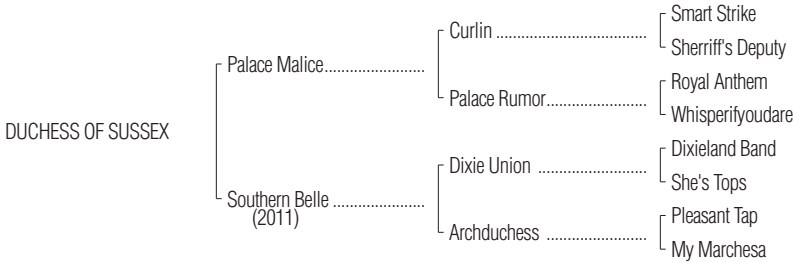 Smart Strike
Curlin ........................................
Sherriff's Deputy
Palace Malice.......................
Royal Anthem
Palace Rumor..........................
Whisperifyoudare
DUCHESS OF SUSSEX
Dixieland Band
Dixie Union ............................
She's Tops
Southern Belle .....................
(2011)
Pleasant Tap
Archduchess ..........................
My Marchesa